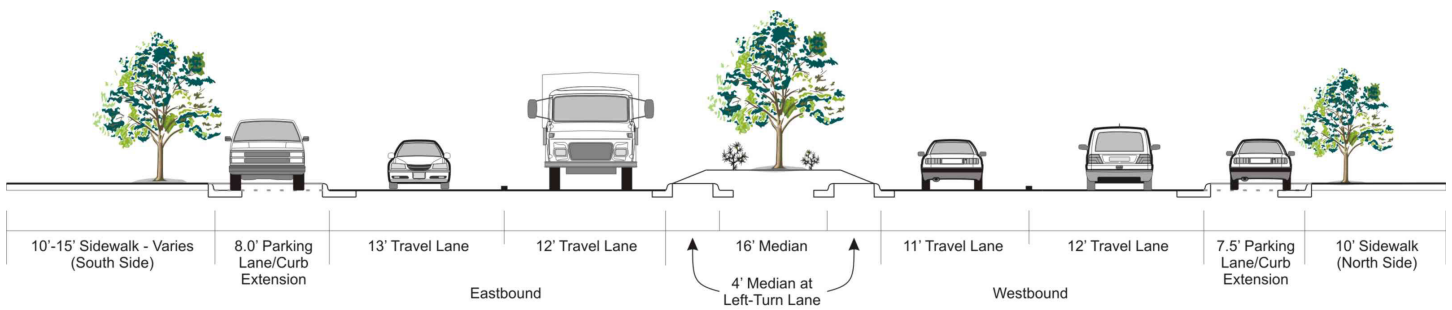 10'-15' Sidewalk - Varies
(South Side)
8.0' Parking
Lane/Curb
Extension
13' Travel Lane
12' Travel Lane
16' Median
11' Travel Lane
12' Travel Lane
7.5' Parking
Lane/Curb
Extension
10' Sidewalk
(North Side)
Eastbound
4' Median at
Left-Turn Lane
Westbound